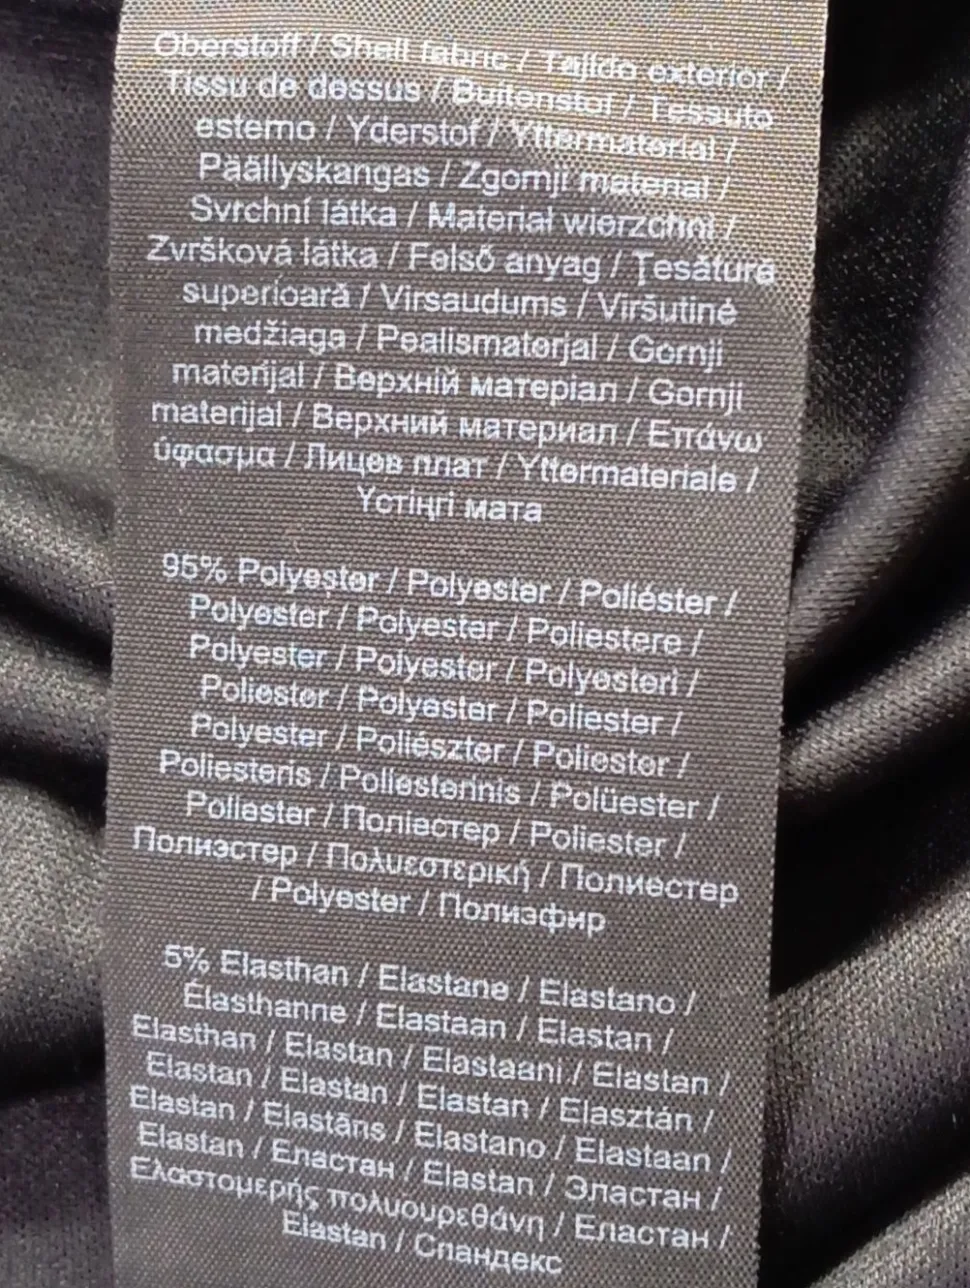 Oberstoff / Shell fabric / Tejido exterior /
Tissu de dessus / Buitenstof / Tessuto
esterno / Yderstof / Yttermaterial /
Päällyskangas / Zgornji material /
Svrchní látka / Materiał wierzchni /
Zvršková látka / Felső anyag / Țesătura
superioară / Virsaudums / Viršutinė
medžiaga / Pealismaterjal / Gornji
materijal / Верхній матеріал / Gornji
materijal / Верхний материал / Επάνω
ύφασμα / Лицев плат / Yttermateriale /
Үстіңгі мата
95% Polyester / Polyester / Poliéster /
Polyester / Polyester / Poliestere /
Polyester / Polyester / Polyesteri /
Poliester / Polyester / Poliester /
Polyester / Poliészter / Poliester /
Poliesteris / Poliesterinis / Polüester /
Poliester / Поліестер / Poliester /
Полиэстер / Πολυεστερική / Полиестер
/ Polyester / Полиэфир
5% Elasthan / Elastane / Elastano /
Élasthanne / Elastaan / Elastan /
Elasthan / Elastan / Elastaani / Elastan /
Elastan / Elastan / Elastan / Elasztán /
Elastan / Elastāns / Elastano / Elastaan /
Elastan / Еластан / Elastan / Эластан /
Ελαστομερής πολυουρεθάνη / Еластан /
Elastan / Спандекс